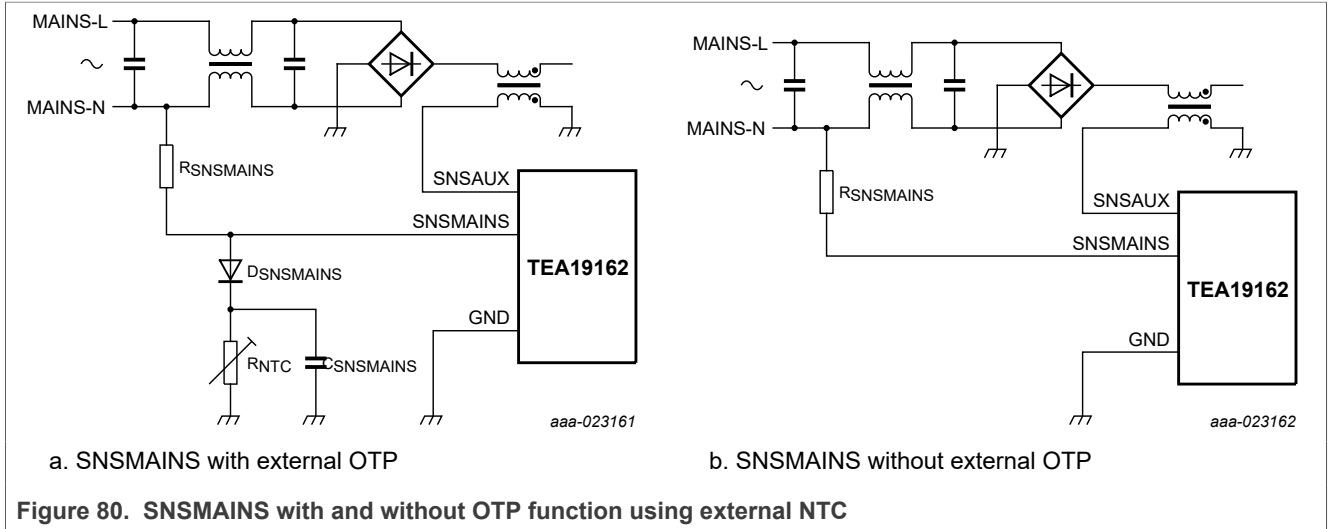 MAINS-L
MAINS-N
RSNSMAINS
SNSAUX
SNSMAINS
DSNSMAINS
TEA19162
GND
RNTC
CSNSMAINS
aaa-023161
a. SNSMAINS with external OTP
MAINS-L
MAINS-N
RSNSMAINS
SNSAUX
SNSMAINS
TEA19162
GND
aaa-023162
b. SNSMAINS without external OTP
Figure 80. SNSMAINS with and without OTP function using external NTC